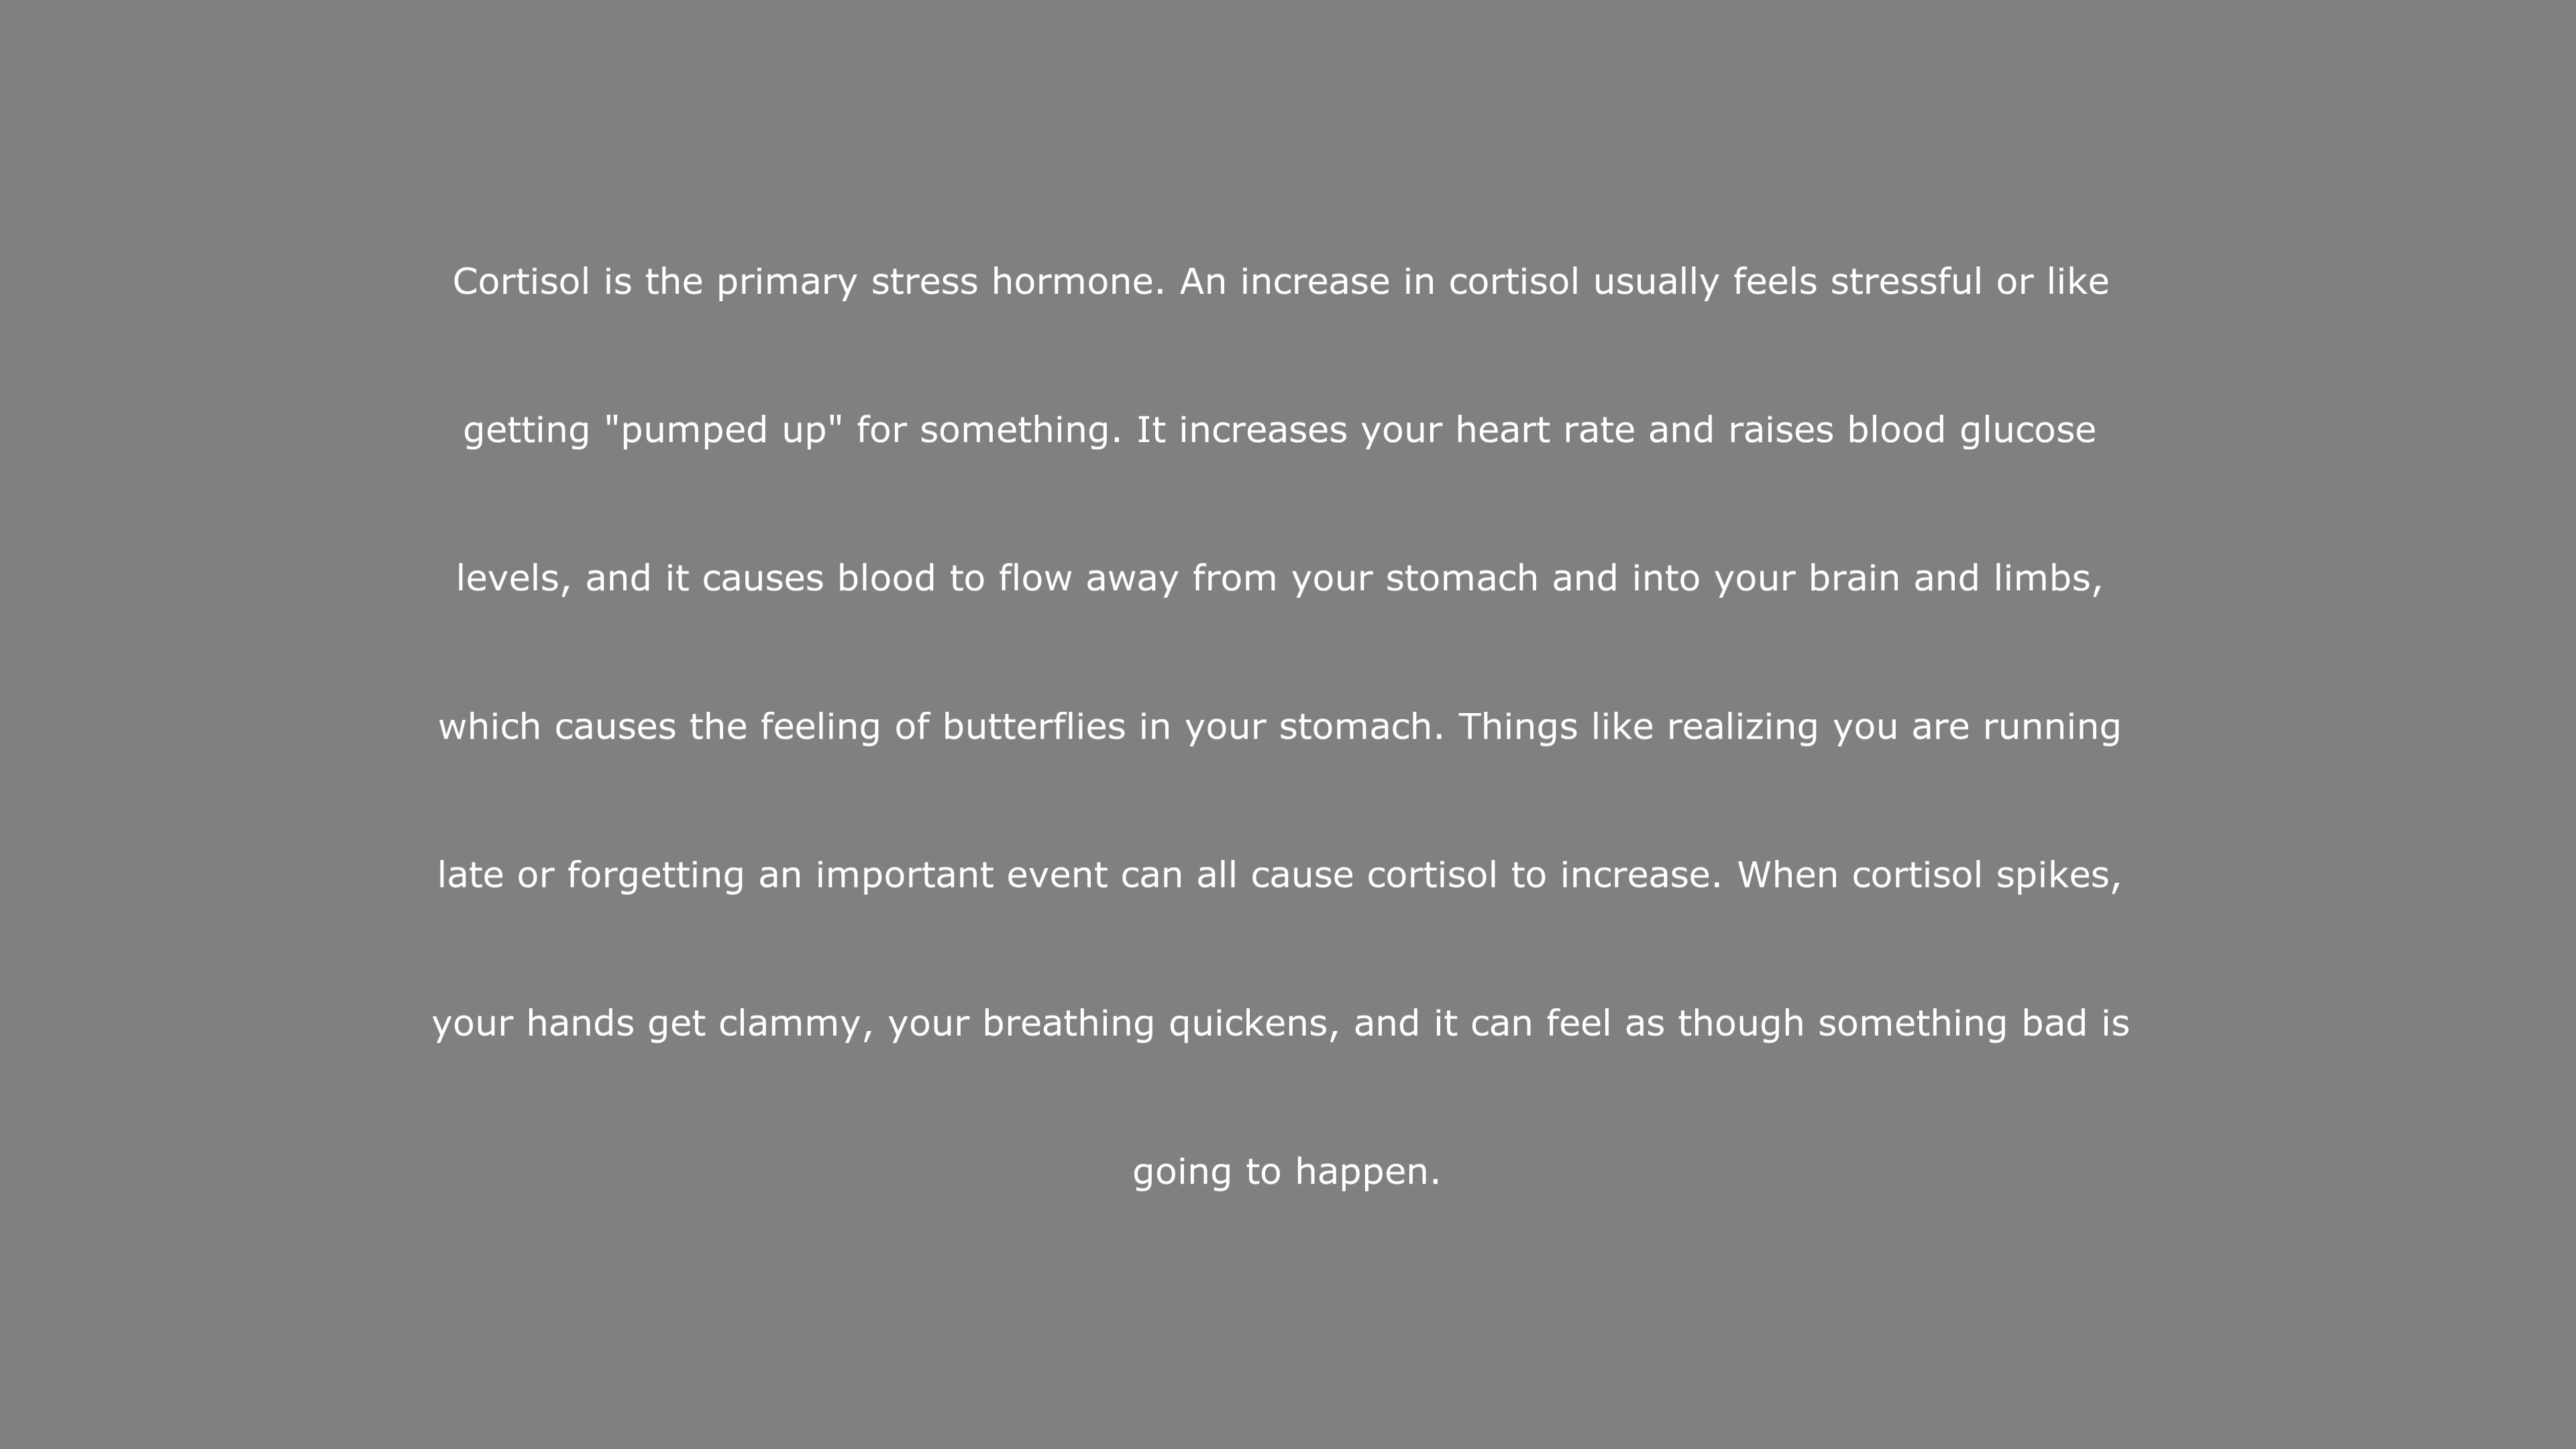 Cortisol is the primary stress hormone. An increase in cortisol usually feels stressful or like
getting "pumped up" for something. It increases your heart rate and raises blood glucose
levels, and it causes blood to flow away from your stomach and into your brain and limbs,
which causes the feeling of butterflies in your stomach. Things like realizing you are running
late or forgetting an important event can all cause cortisol to increase. When cortisol spikes,
your hands get clammy, your breathing quickens, and it can feel as though something bad is
going to happen.